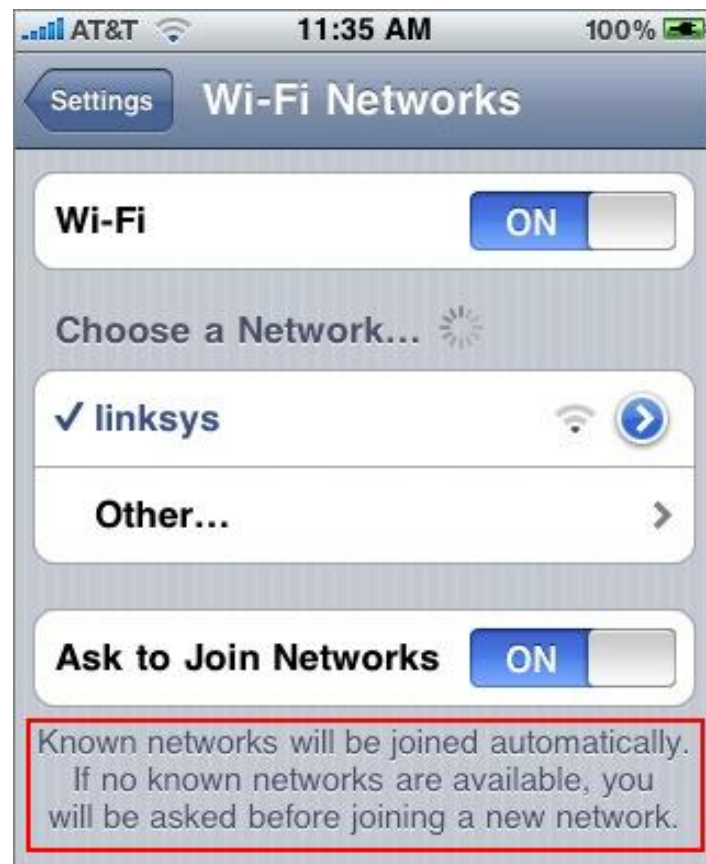 AT&T 11:35 AM 100%
Settings Wi-Fi Networks
Wi-Fi ON
Choose a Network...
linksys
Other...
Ask to Join Networks ON
Known networks will be joined automatically.
If no known networks are available, you
will be asked before joining a new network.